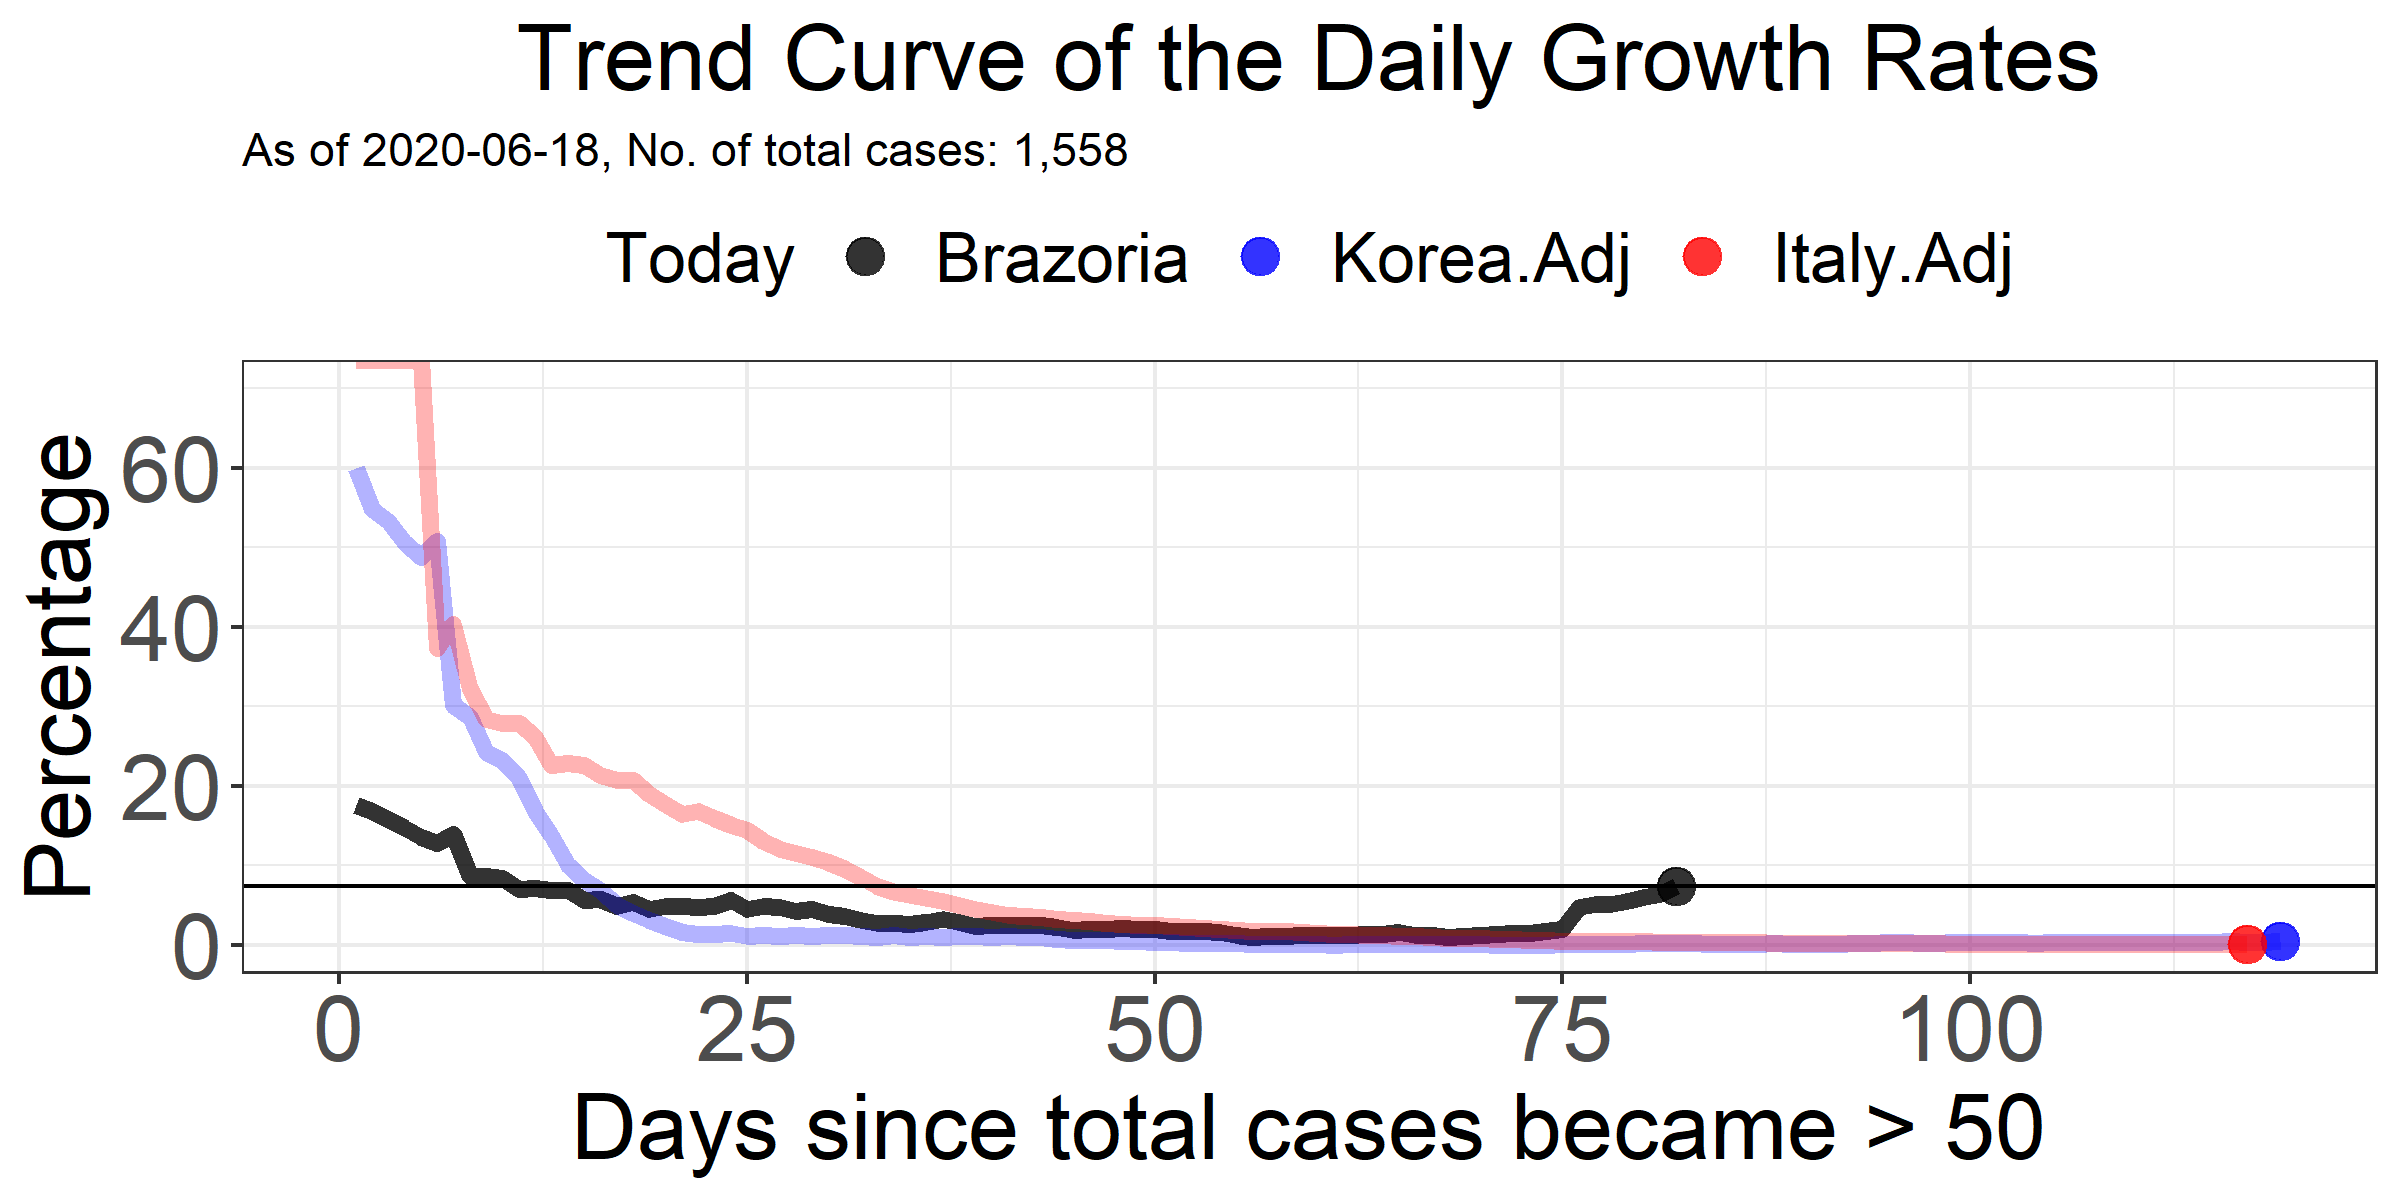 Trend Curve of the Daily Growth Rates
As of 2020-06-18, No. of total cases: 1,558
Today Brazoria Korea.Adj Italy.Adj
Percentage
60
40
20
0
0 25 50 75 100
Days since total cases became > 50